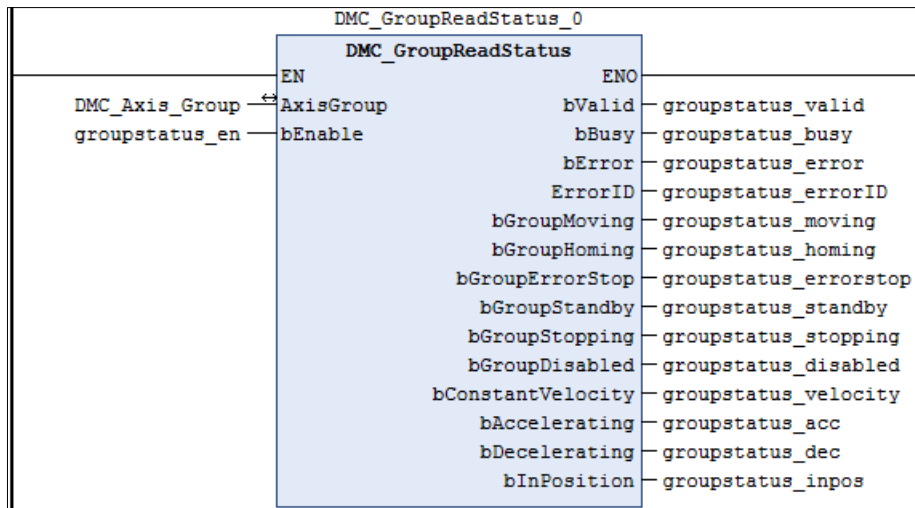 DMC_GroupReadStatus_0
DMC_GroupReadStatus
EN ENO
DMC_Axis_Group AxisGroup bValid groupstatus_valid
groupstatus_en bEnable bBusy groupstatus_busy
bError groupstatus_error
ErrorID groupstatus_errorID
bGroupMoving groupstatus_moving
bGroupHoming groupstatus_homing
bGroupErrorStop groupstatus_errorstop
bGroupStandby groupstatus_standby
bGroupStopping groupstatus_stopping
bGroupDisabled groupstatus_disabled
bConstantVelocity groupstatus_velocity
bAccelerating groupstatus_acc
bDecelerating groupstatus_dec
bInPosition groupstatus_inpos